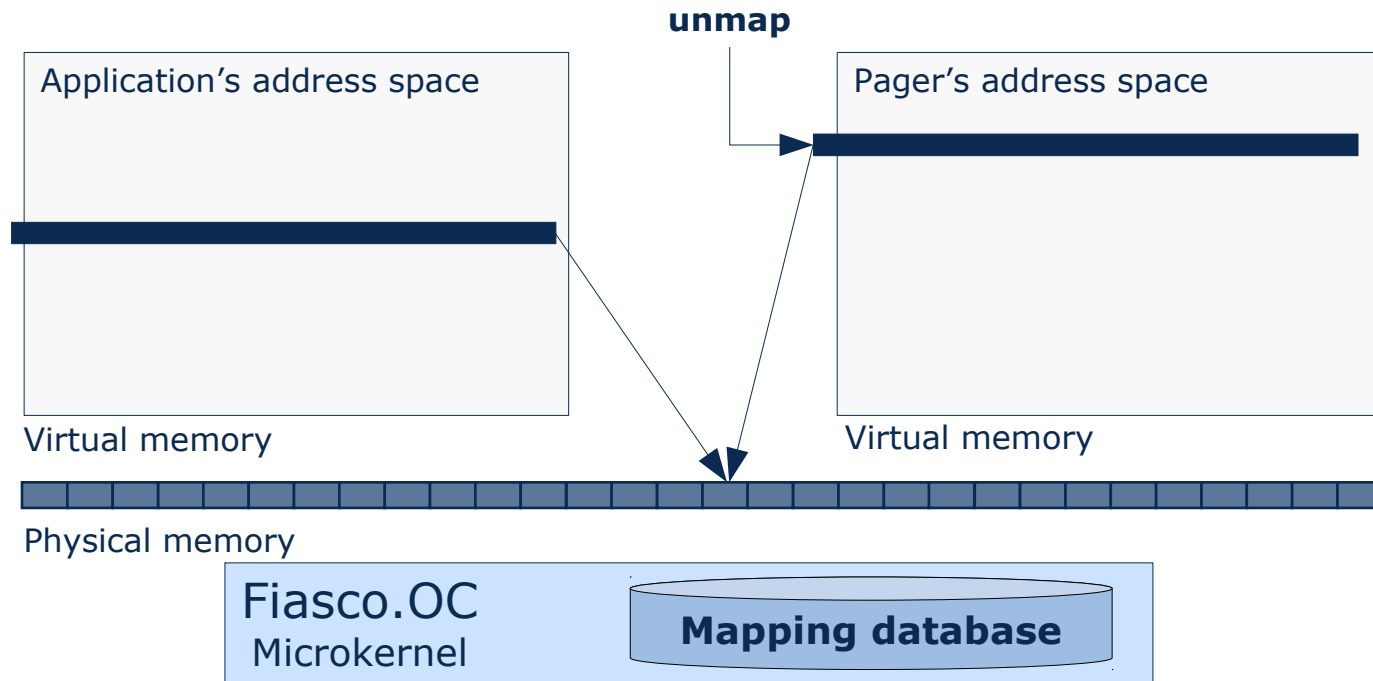 unmap
Application’s address space
Pager’s address space
Virtual memory
Virtual memory
Physical memory
Fiasco.OC
Microkernel
Mapping database